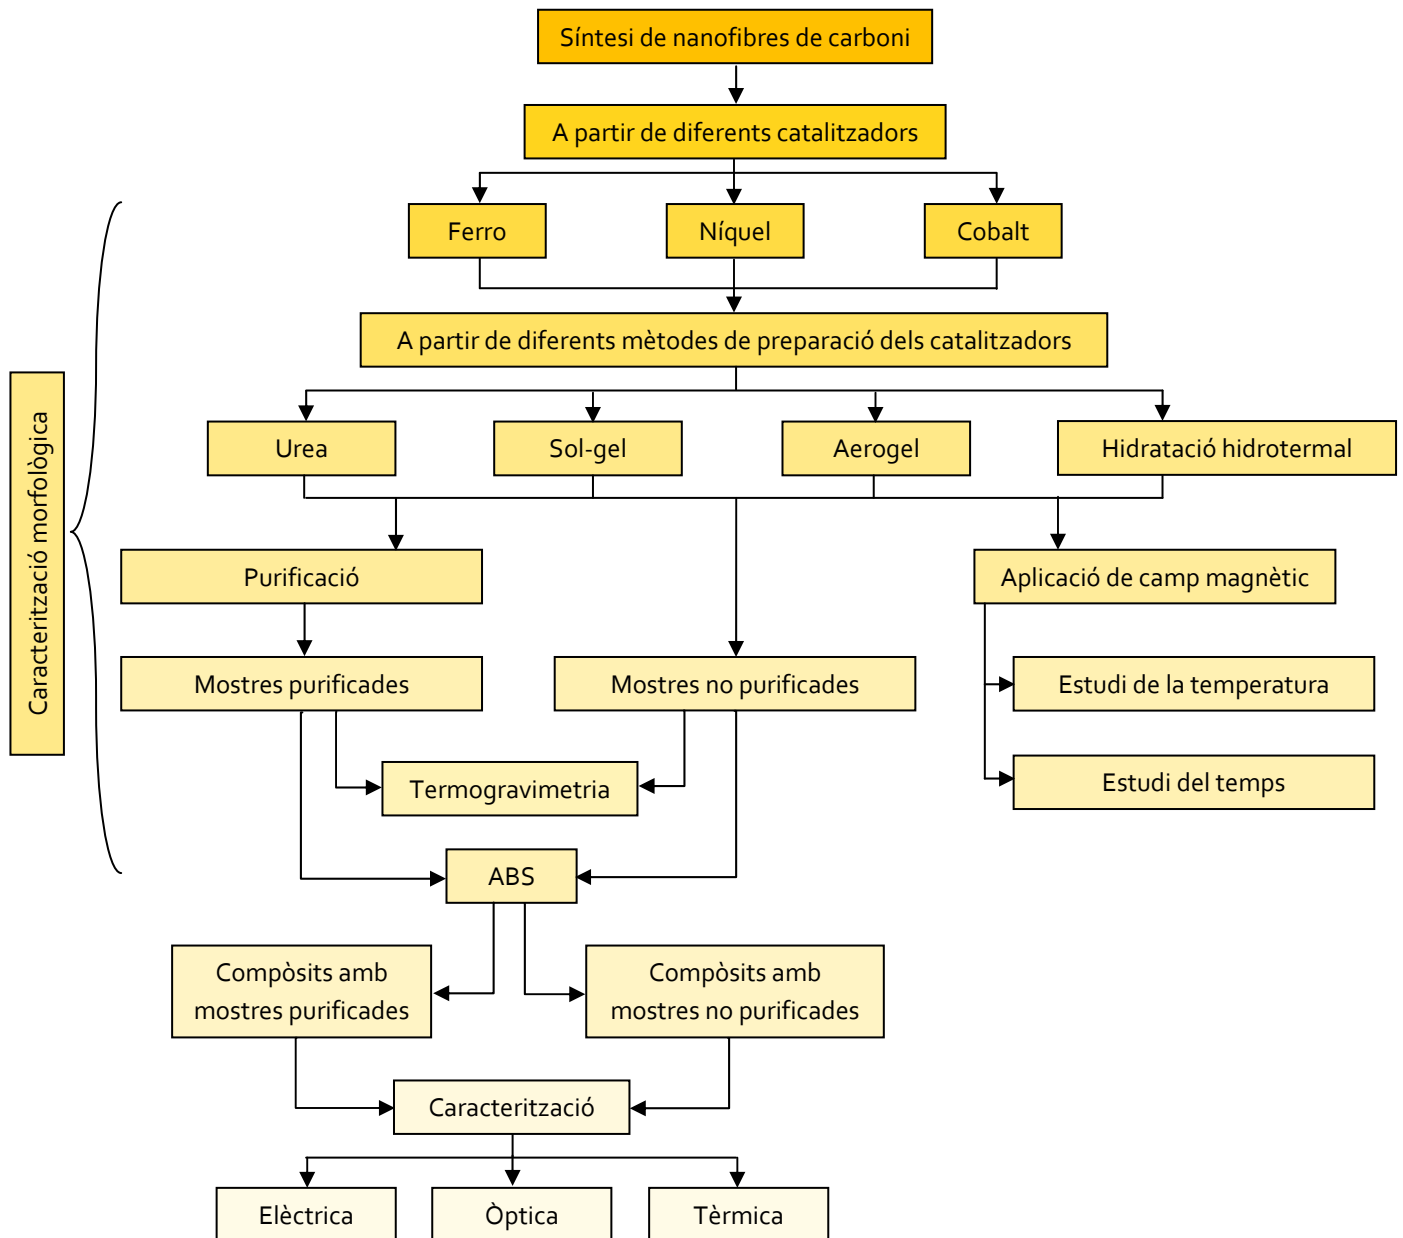 Síntesi de nanofibres de carboni
A partir de diferents catalitzadors
Ferro
Níquel
Cobalt
A partir de diferents mètodes de preparació dels catalitzadors
Caracterització morfològica
Urea
Sol-gel
Aerogel
Hidratació hidrotermal
Purificació
Aplicació de camp magnètic
Mostres purificades
Mostres no purificades
Estudi de la temperatura
Termogravimetria
Estudi del temps
ABS
Compòsits amb
mostres purificades
Compòsits amb
mostres no purificades
Caracterització
Elèctrica
Òptica
Tèrmica